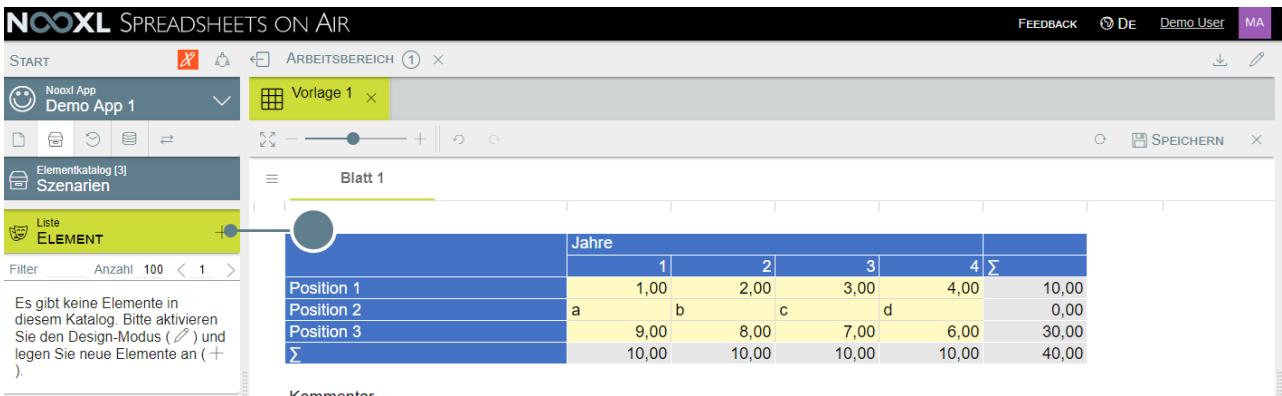 NOOXL SPREADSHEETS ON AIR
FEEDBACK DE Demo User MA
START
ARBEITSBEREICH 1
Nooxl App
Demo App 1
Vorlage 1
SPEICHERN
Elementkatalog [3]
Szenarien
Blatt 1
Liste
ELEMENT
Filter Anzahl 100 < 1 >
Es gibt keine Elemente in
diesem Katalog. Bitte aktivieren
Sie den Design-Modus ( ) und
legen Sie neue Elemente an ( +
).
Jahre
1 2 3 4 ∑
Position 1 1,00 2,00 3,00 4,00 10,00
Position 2 a b c d 0,00
Position 3 9,00 8,00 7,00 6,00 30,00
∑ 10,00 10,00 10,00 10,00 40,00
Kommentar